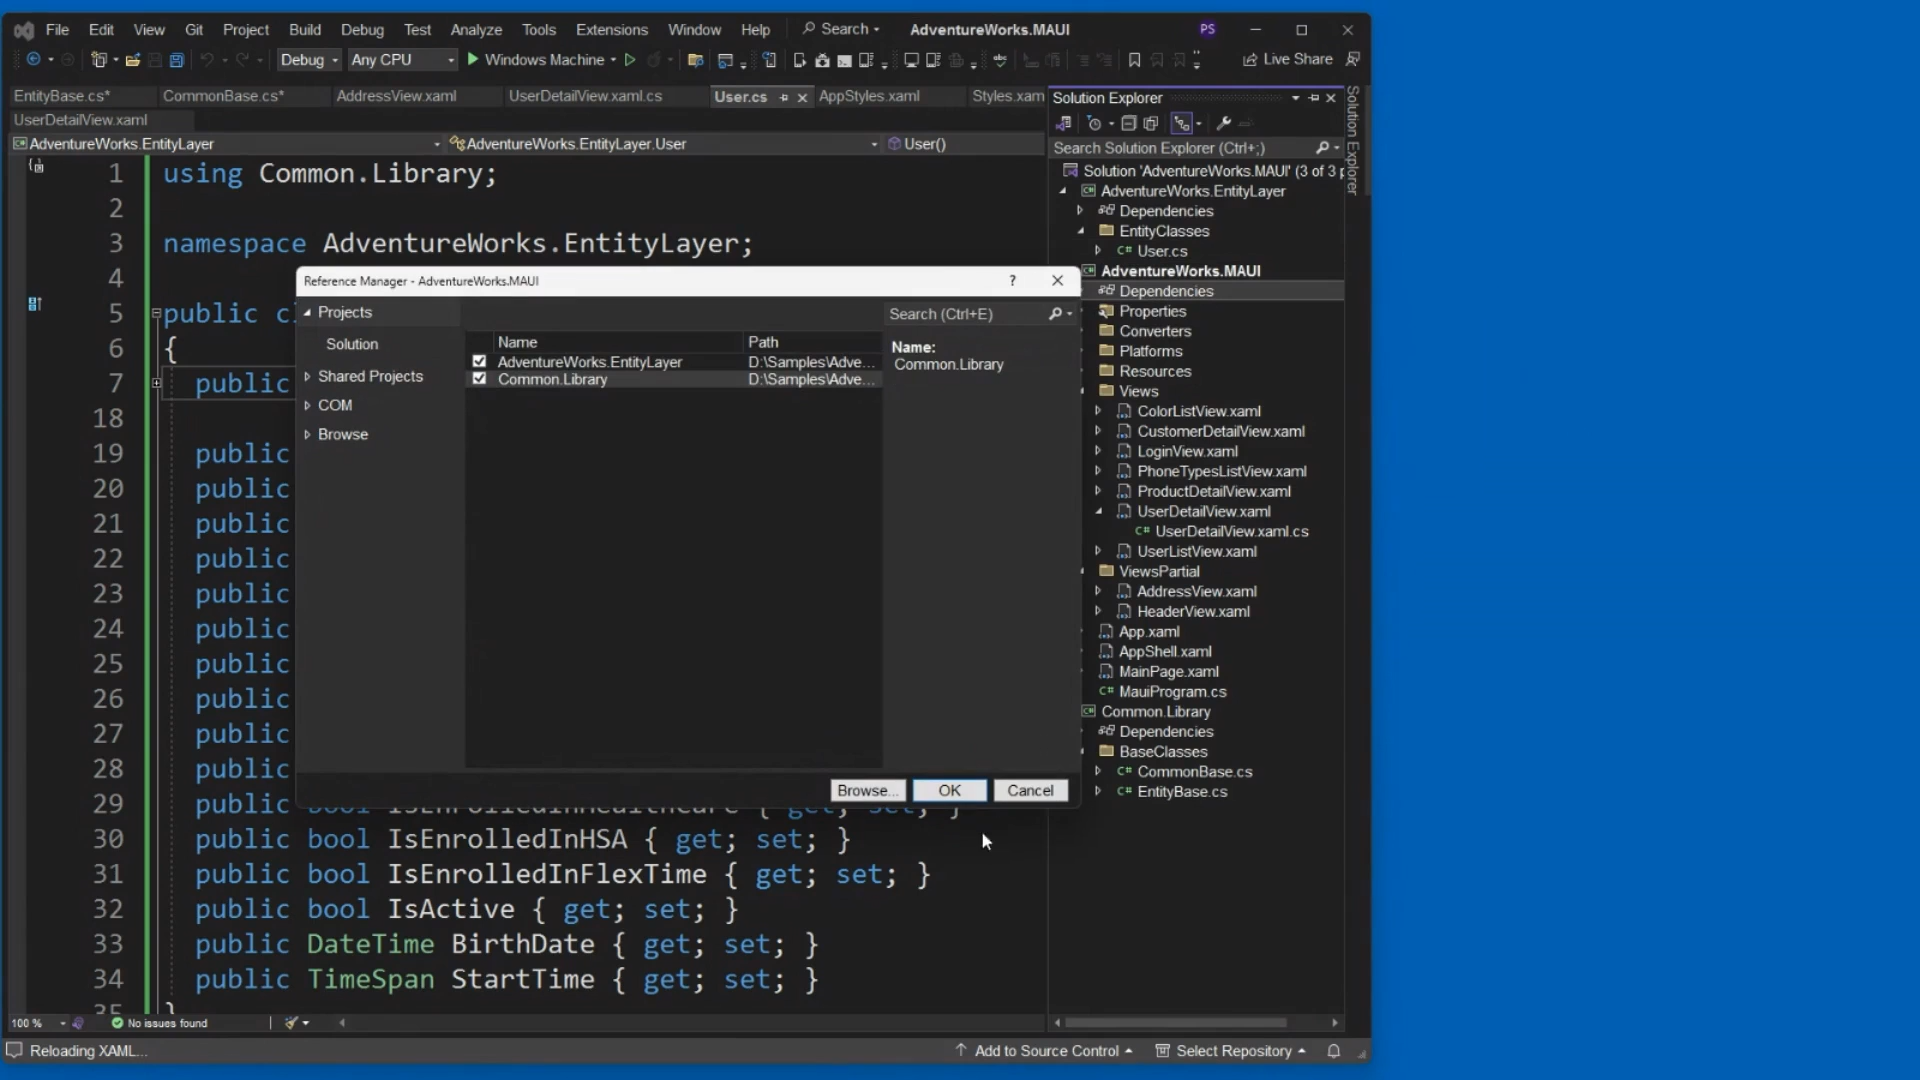 File Edit View Git Project Build Debug Test Analyze Tools Extensions Window Help Search AdventureWorks.MAUI PS
Debug Any CPU Windows Machine Live Share
EntityBase.cs* CommonBase.cs* AddressView.xaml UserDetailView.xaml.cs User.cs AppStyles.xaml Styles.xam
UserDetailView.xaml
AdventureWorks.EntityLayer AdventureWorks.EntityLayer.User User()
1 using Common.Library;
2
3 namespace AdventureWorks.EntityLayer;
4
5 public cl
6 {
7 public
18
19 public
20 public
21 public
22 public
23 public
24 public
25 public
26 public
27 public
28 public
29 public bool IsEnrolledInHealthCare { get; set; }
30 public bool IsEnrolledInHSA { get; set; }
31 public bool IsEnrolledInFlexTime { get; set; }
32 public bool IsActive { get; set; }
33 public DateTime BirthDate { get; set; }
34 public TimeSpan StartTime { get; set; }
35 }
100 % No issues found
Reloading XAML... Add to Source Control Select Repository
Reference Manager - AdventureWorks.MAUI ?
Projects
Solution
Shared Projects
COM
Browse
Search (Ctrl+E)
Name Path
AdventureWorks.EntityLayer D:\Samples\Adve...
Common.Library D:\Samples\Adve...
Name:
Common.Library
Browse... OK Cancel
Solution Explorer
Search Solution Explorer (Ctrl+;)
Solution 'AdventureWorks.MAUI' (3 of 3 p
AdventureWorks.EntityLayer
Dependencies
EntityClasses
C# User.cs
AdventureWorks.MAUI
Dependencies
Properties
Converters
Platforms
Resources
Views
ColorListView.xaml
CustomerDetailView.xaml
LoginView.xaml
PhoneTypesListView.xaml
ProductDetailView.xaml
UserDetailView.xaml
C# UserDetailView.xaml.cs
UserListView.xaml
ViewsPartial
AddressView.xaml
HeaderView.xaml
App.xaml
AppShell.xaml
MainPage.xaml
C# MauiProgram.cs
Common.Library
Dependencies
BaseClasses
C# CommonBase.cs
C# EntityBase.cs
Solution Explorer